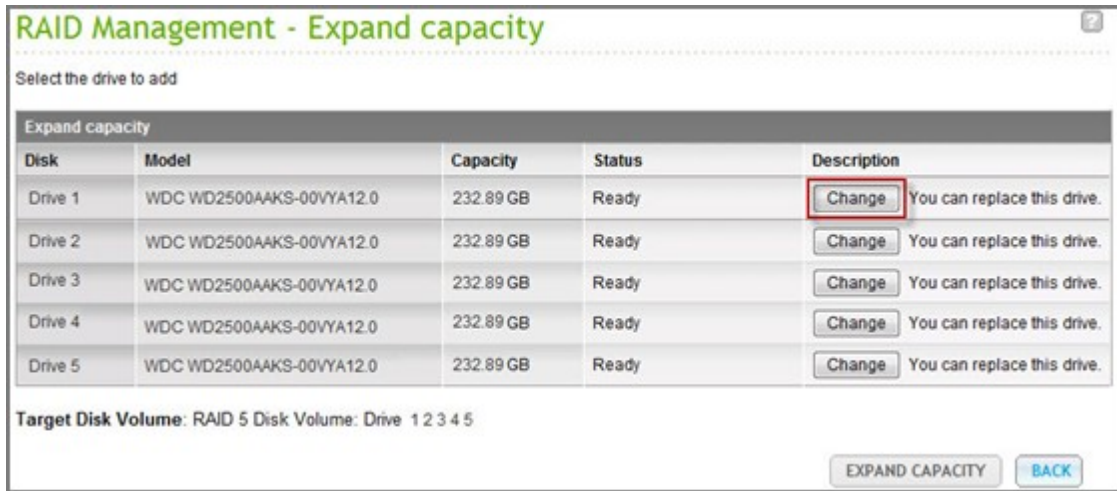 RAID Management - Expand capacity ?
Select the drive to add
Expand capacity
Disk Model Capacity Status Description
Drive 1 WDC WD2500AAKS-00VYA12.0 232.89 GB Ready Change You can replace this drive.
Drive 2 WDC WD2500AAKS-00VYA12.0 232.89 GB Ready Change You can replace this drive.
Drive 3 WDC WD2500AAKS-00VYA12.0 232.89 GB Ready Change You can replace this drive.
Drive 4 WDC WD2500AAKS-00VYA12.0 232.89 GB Ready Change You can replace this drive.
Drive 5 WDC WD2500AAKS-00VYA12.0 232.89 GB Ready Change You can replace this drive.
Target Disk Volume: RAID 5 Disk Volume: Drive 1 2 3 4 5
EXPAND CAPACITY BACK